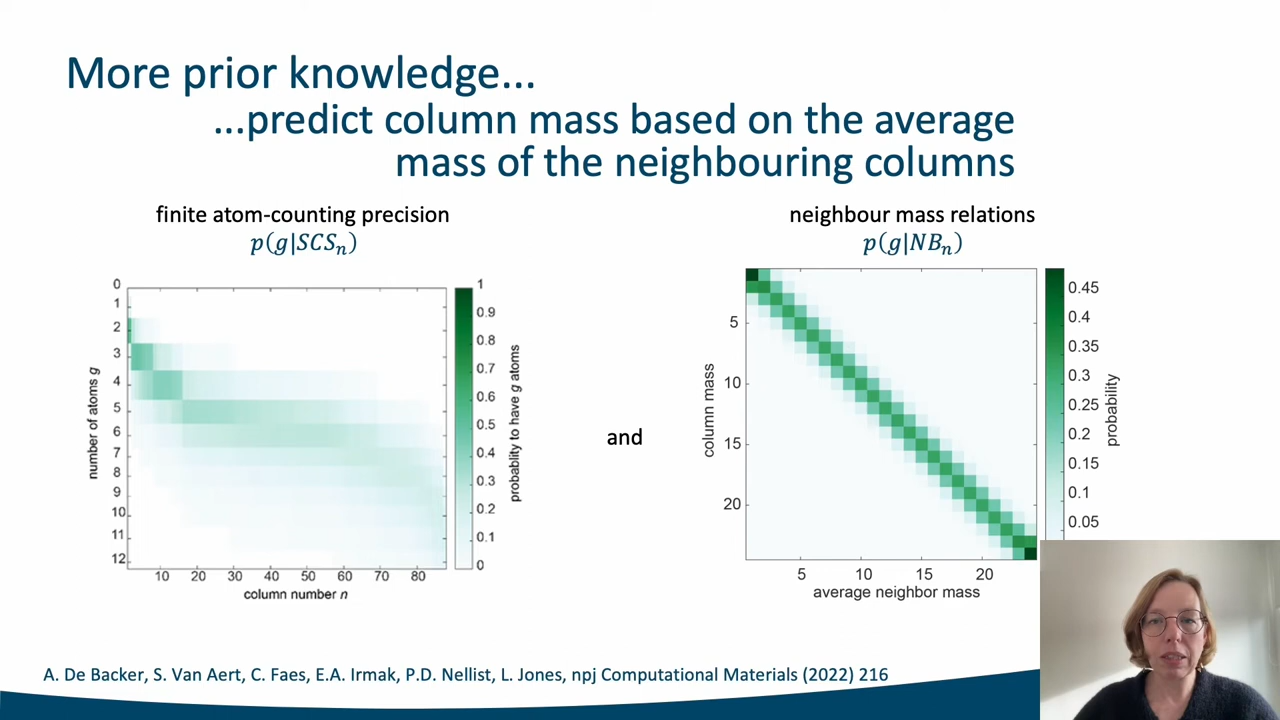 More prior knowledge...
...predict column mass based on the average
mass of the neighbouring columns
finite atom-counting precision
p(g|SCSₙ)
0
1
2
3
4
5
6
7
8
9
10
11
12
number of atoms g
10 20 30 40 50 60 70 80
column number n
1
0.9
0.8
0.7
0.6
0.5
0.4
0.3
0.2
0.1
0
probablity to have g atoms
and
neighbour mass relations
p(g|NBₙ)
5
10
15
20
column mass
5 10 15 20
average neighbor mass
0.45
0.4
0.35
0.3
0.25
0.2
0.15
0.1
0.05
probability
A. De Backer, S. Van Aert, C. Faes, E.A. Irmak, P.D. Nellist, L. Jones, npj Computational Materials (2022) 216